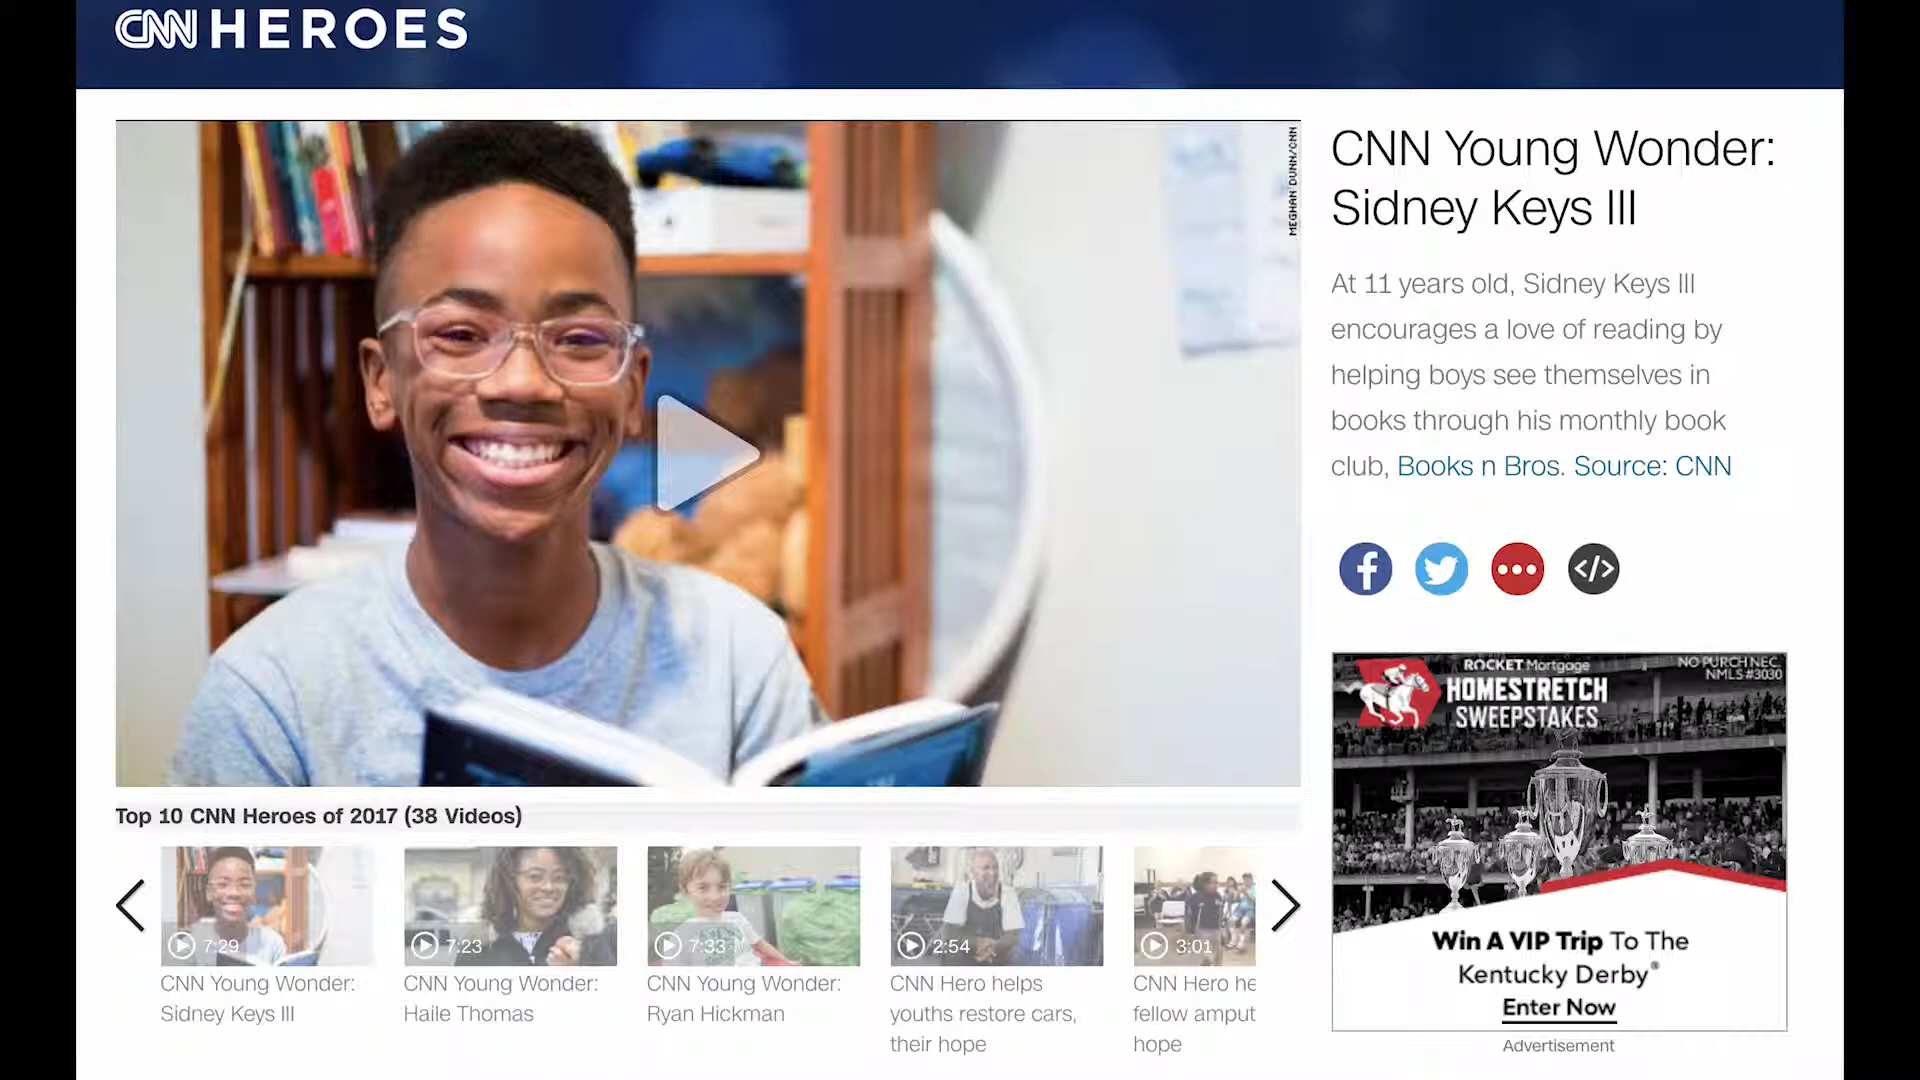 CNN HEROES
MEGHAN DUNN/CNN
CNN Young Wonder:
Sidney Keys III
At 11 years old, Sidney Keys III
encourages a love of reading by
helping boys see themselves in
books through his monthly book
club, Books n Bros. Source: CNN
f
•••
</>
ROCKET Mortgage
NO PURCH NEC.
NMLS #3030
HOMESTRETCH
SWEEPSTAKES
Win A VIP Trip To The
Kentucky Derby®
Enter Now
Advertisement
Top 10 CNN Heroes of 2017 (38 Videos)
7:29
CNN Young Wonder:
Sidney Keys III
7:23
CNN Young Wonder:
Haile Thomas
7:33
CNN Young Wonder:
Ryan Hickman
2:54
CNN Hero helps
youths restore cars,
their hope
3:01
CNN Hero he
fellow amput
hope